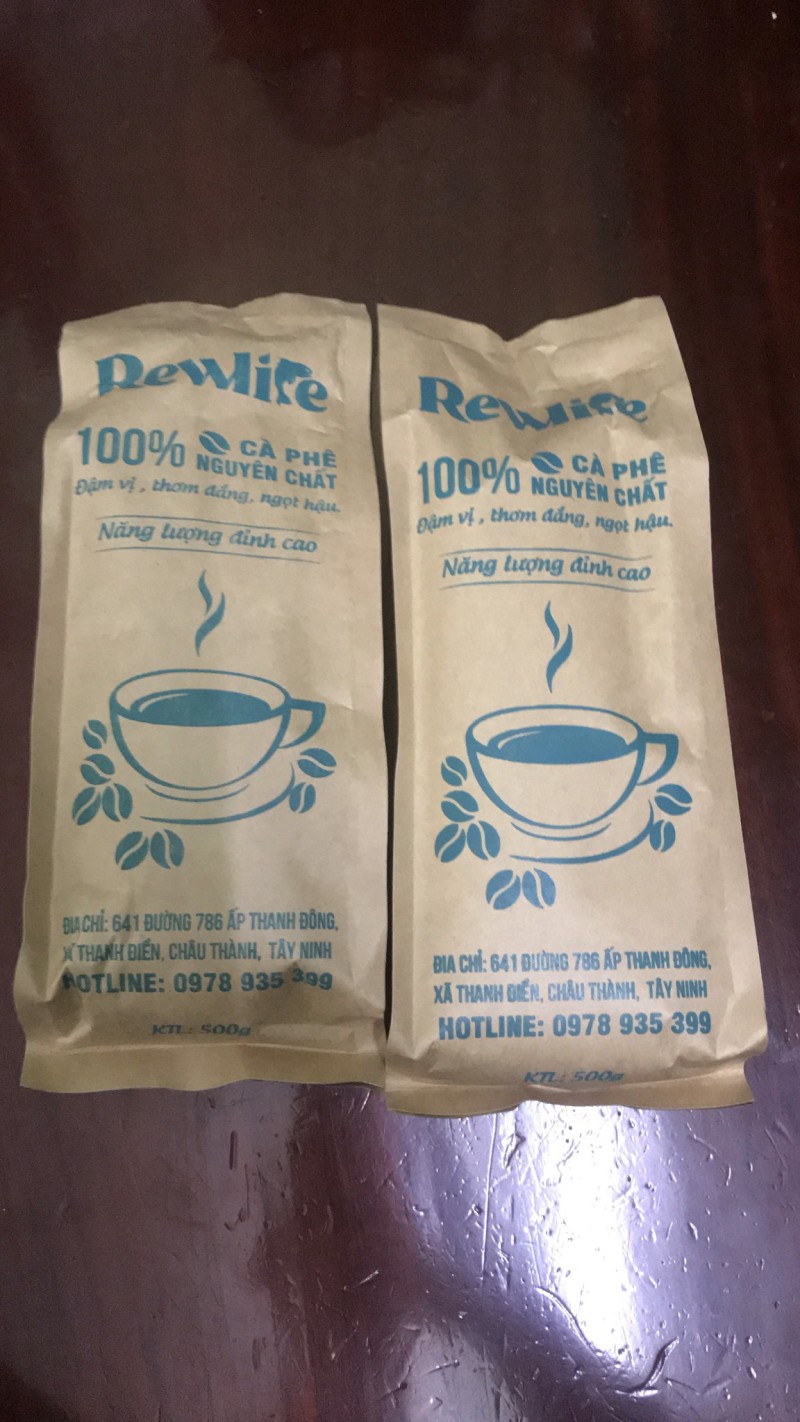 Rewlife
100% CÀ PHÊ
NGUYÊN CHẤT
Đậm vị, thơm đắng, ngọt hậu.
Năng lượng đỉnh cao
ĐỊA CHỈ: 641 ĐƯỜNG 786 ẤP THANH ĐÔNG,
XÃ THANH ĐIỀN, CHÂU THÀNH, TÂY NINH
HOTLINE: 0978 935 399
KTL: 500g
Rewlife
100% CÀ PHÊ
NGUYÊN CHẤT
Đậm vị, thơm đắng, ngọt hậu.
Năng lượng đỉnh cao
ĐỊA CHỈ: 641 ĐƯỜNG 786 ẤP THANH ĐÔNG,
XÃ THANH ĐIỀN, CHÂU THÀNH, TÂY NINH
HOTLINE: 0978 935 399
KTL: 500g